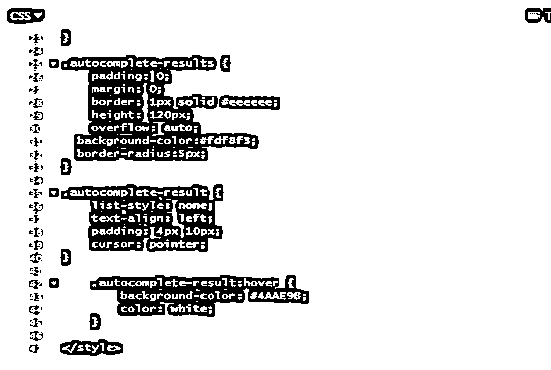 CSS
}
.autocomplete-results {
padding: 0;
margin: 0;
border: 1px solid #eeeeee;
height: 120px;
overflow: auto;
background-color:#fdf8f5;
border-radius:5px;
}
.autocomplete-result {
list-style: none;
text-align: left;
padding: 4px 10px;
cursor: pointer;
}
.autocomplete-result:hover {
background-color: #4AAE9B;
color: white;
}
</style>